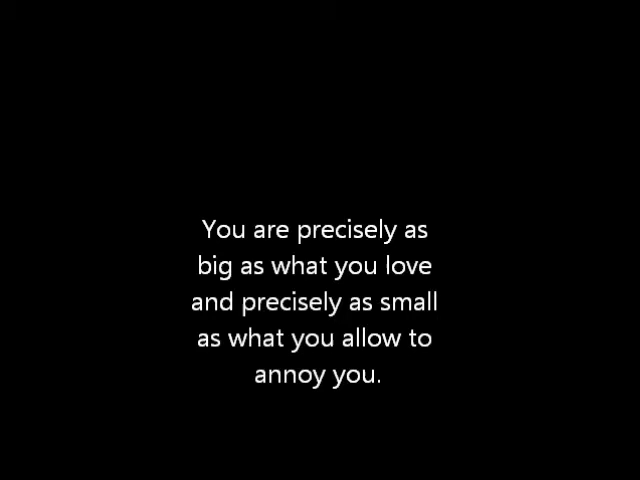 You are precisely as
big as what you love
and precisely as small
as what you allow to
annoy you.